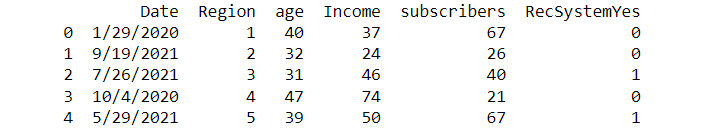 Date Region age Income subscribers RecSystemYes
0 1/29/2020 1 40 37 67 0
1 9/19/2021 2 32 24 26 0
2 7/26/2021 3 31 46 40 1
3 10/4/2020 4 47 74 21 0
4 5/29/2021 5 39 50 67 1